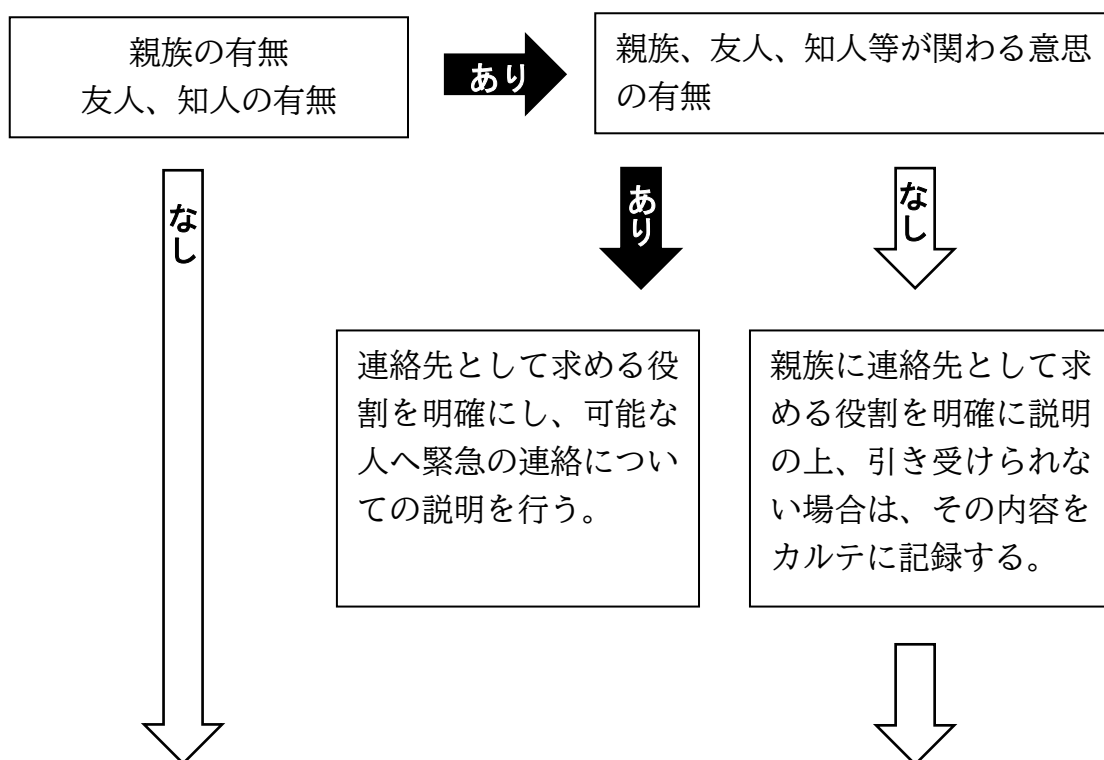 親族の有無
友人、知人の有無
あり
親族、友人、知人等が関わる意思
の有無
なし
あり
なし
連絡先として求める役
割を明確にし、可能な
人へ緊急の連絡につい
ての説明を行う。
親族に連絡先として求
める役割を明確に説明
の上、引き受けられな
い場合は、その内容を
カルテに記録する。